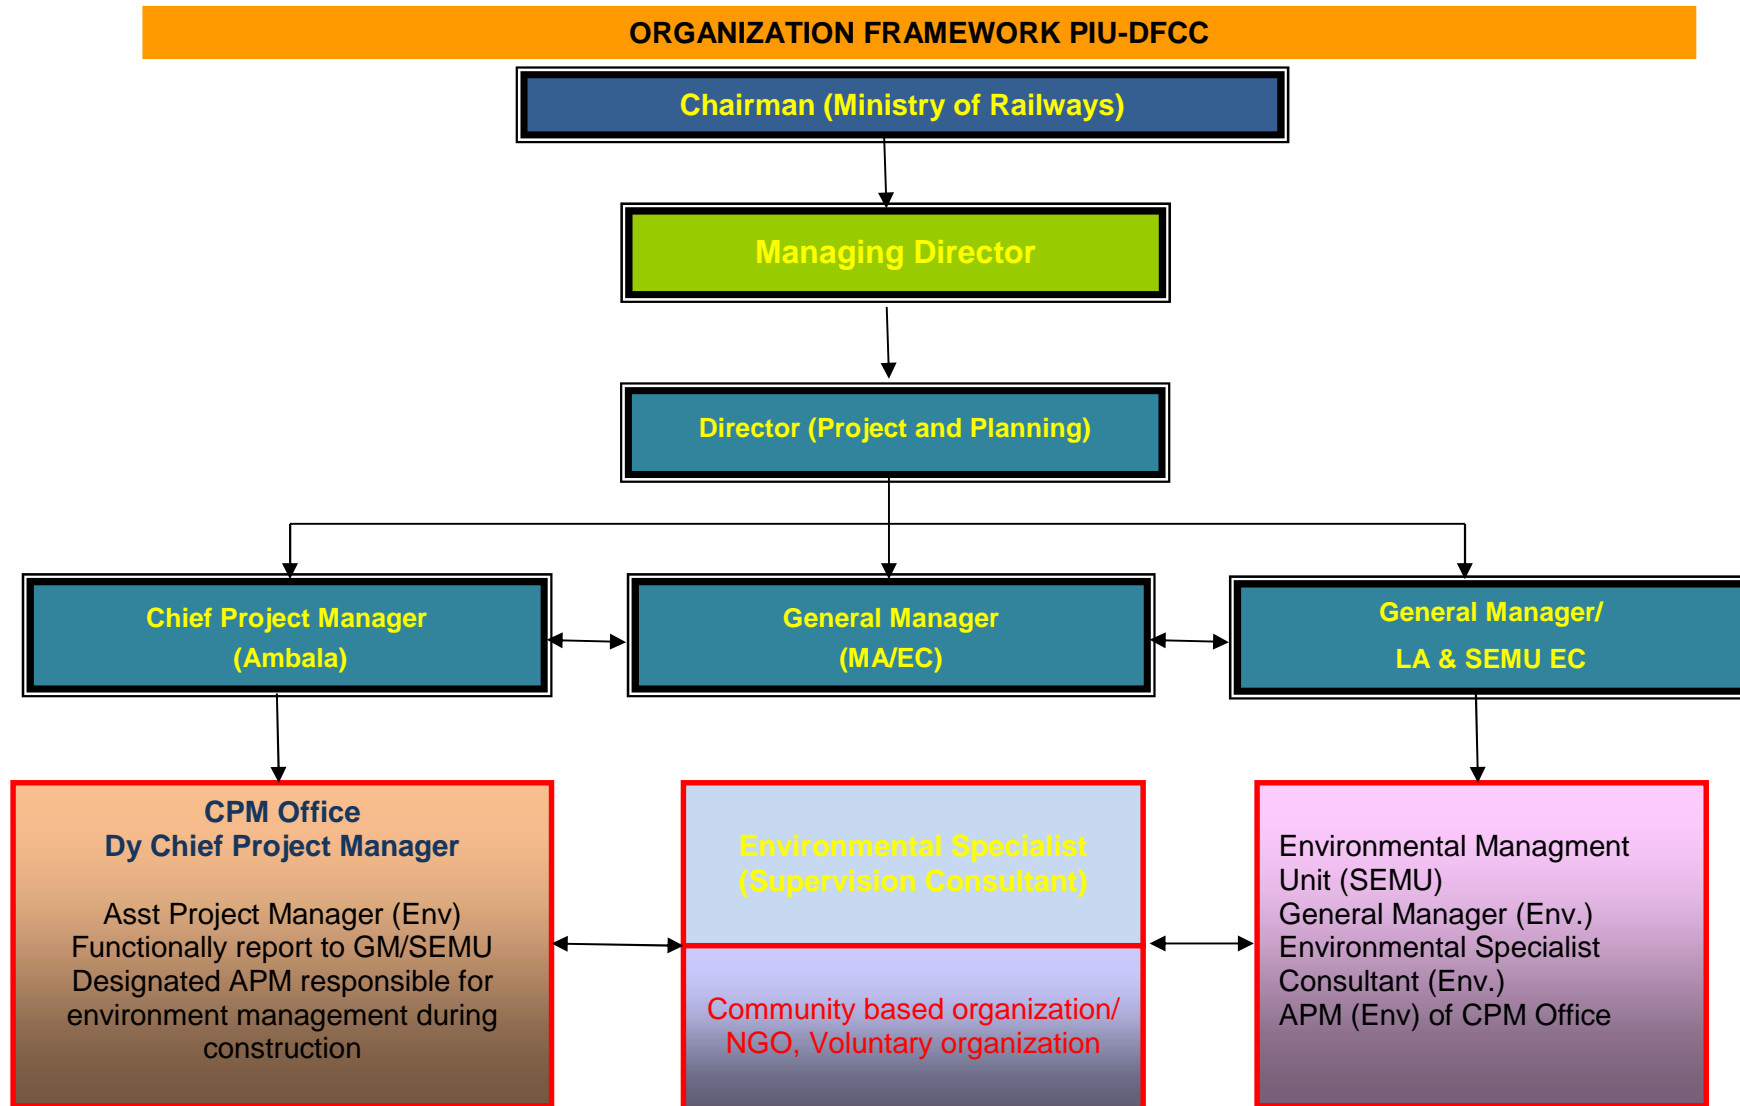 ORGANIZATION FRAMEWORK PIU-DFCC
Chairman (Ministry of Railways)
Managing Director
Director (Project and Planning)
Chief Project Manager
(Ambala)
General Manager
(MA/EC)
General Manager/
LA & SEMU EC
CPM Office
Dy Chief Project Manager
Asst Project Manager (Env)
Functionally report to GM/SEMU
Designated APM responsible for
environment management during
construction
Environmental Specialist
(Supervision Consultant)
Community based organization/
NGO, Voluntary organization
Environmental Managment
Unit (SEMU)
General Manager (Env.)
Environmental Specialist
Consultant (Env.)
APM (Env) of CPM Office